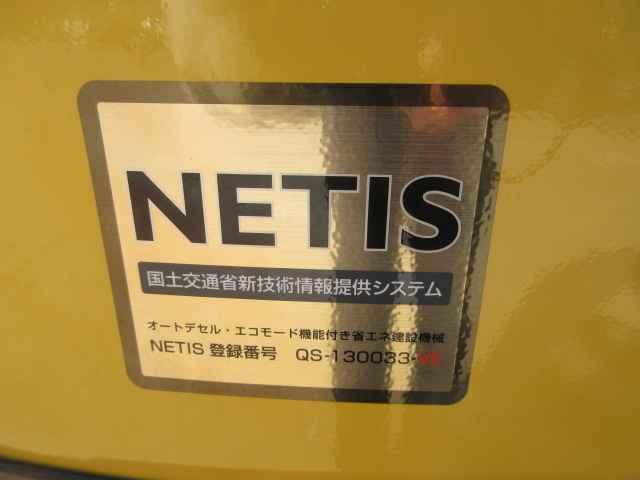 NETIS
国土交通省新技術情報提供システム
オートデセル・エコモード機能付き省エネ建設機械
NETIS 登録番号 QS-130033-VE